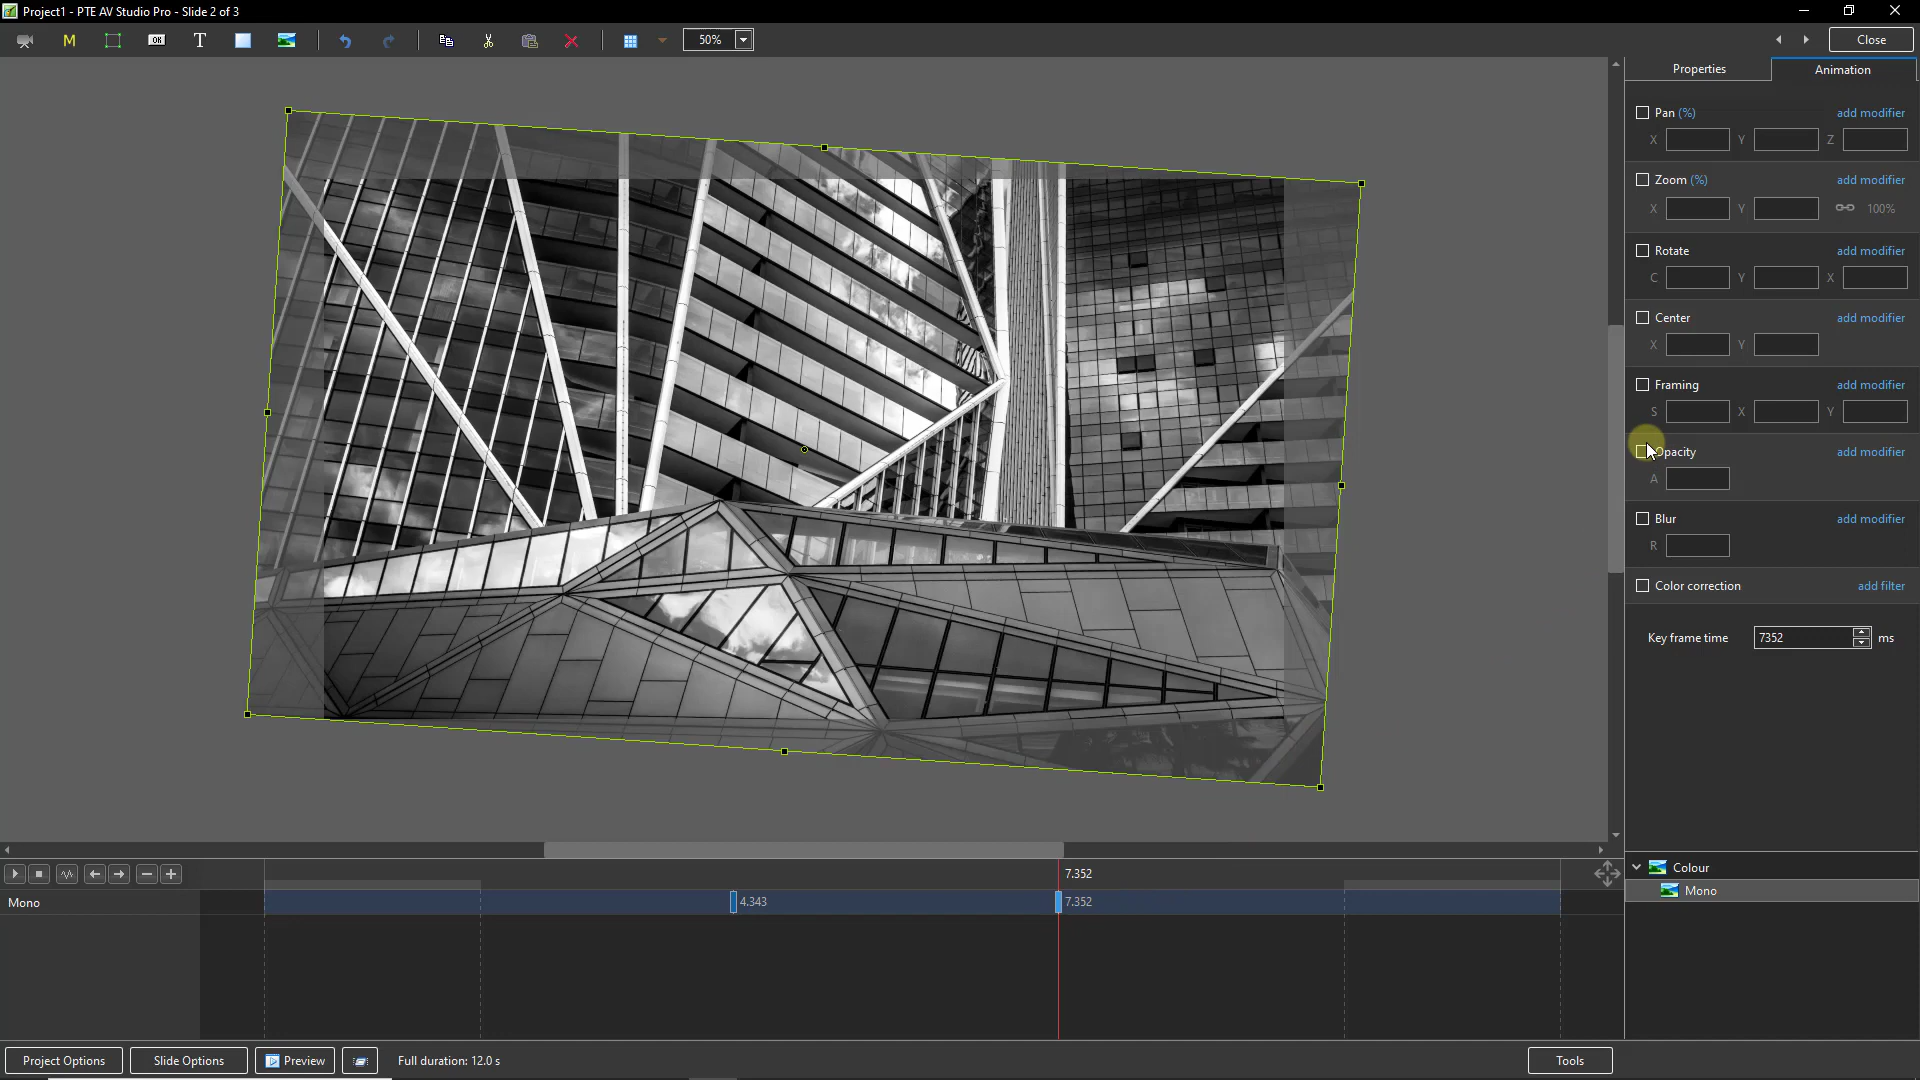 Project1 - PTE AV Studio Pro - Slide 2 of 3
M
OK
T
50%
Close
Properties
Animation
Pan (%)
add modifier
X
Y
Z
Zoom (%)
add modifier
X
Y
100%
Rotate
add modifier
C
Y
X
Center
add modifier
X
Y
Framing
add modifier
S
X
Y
Opacity
add modifier
A
Blur
add modifier
R
Color correction
add filter
Key frame time
7352
ms
Colour
Mono
7.352
Mono
4.343
7.352
Project Options
Slide Options
Preview
Full duration: 12.0 s
Tools